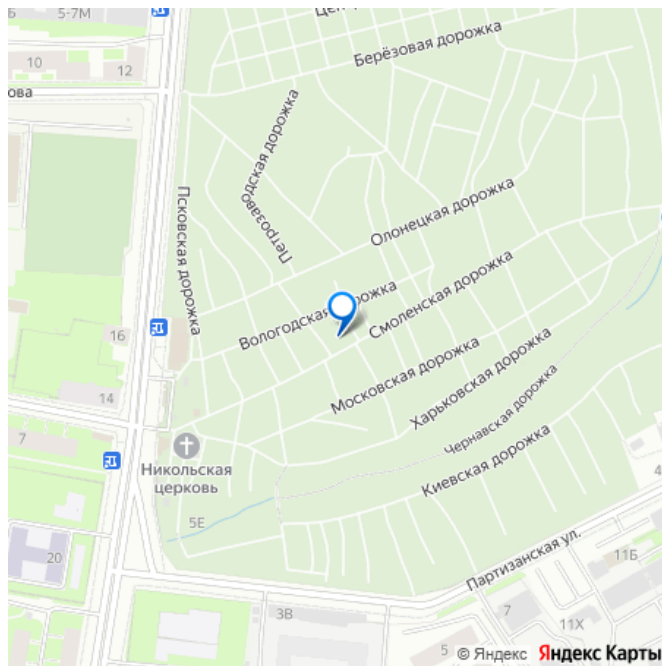 5-7М
Цен
Берёзовая дорожка
10
12
ова
Петрозаводская дорожка
Псковская дорожка
Олонецкая дорожка
Вологодская дорожка
Смоленская дорожка
16
Московская дорожка
Харьковская дорожка
14
Чернавская дорожка
7
Никольская
церковь
Киевская дорожка
4
5Е
Партизанская ул.
11Б
20
3В
7
11Х
5
© Яндекс Яндекс Карты